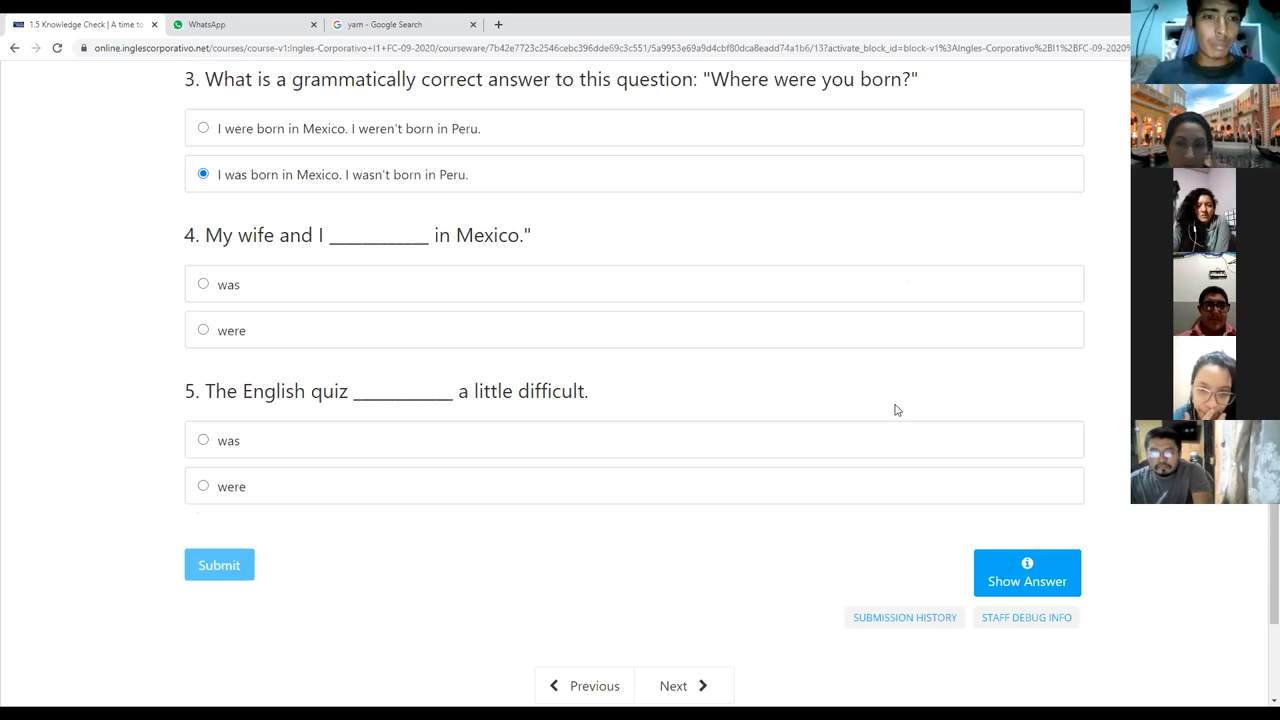 1.5 Knowledge Check | A time to
WhatsApp
yarn - Google Search
online.inglescorporativo.net/courses/course-v1:Ingles-Corporativo+I1+FC-09-2020/courseware/7b42e7723c2546cebc396dde69c3c551/5a9953e69a9d4cbf80dca8eadd74a1b6/13?activate_block_id=block-v1%3AIngles-Corporativo%2BI1%2BFC-09-2020%
3. What is a grammatically correct answer to this question: "Where were you born?"
I were born in Mexico. I weren't born in Peru.
I was born in Mexico. I wasn't born in Peru.
4. My wife and I ____________ in Mexico."
was
were
5. The English quiz ____________ a little difficult.
was
were
Submit
Show Answer
SUBMISSION HISTORY
STAFF DEBUG INFO
Previous
Next